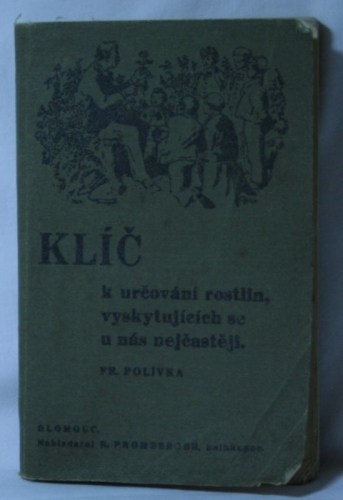 KLÍČ
k určování rostlin,
vyskytujících se
u nás nejčastěji.
FR. POLÍVKA
OLOMOUC.
Nakladatel R. PROMBERGER, knihkupec